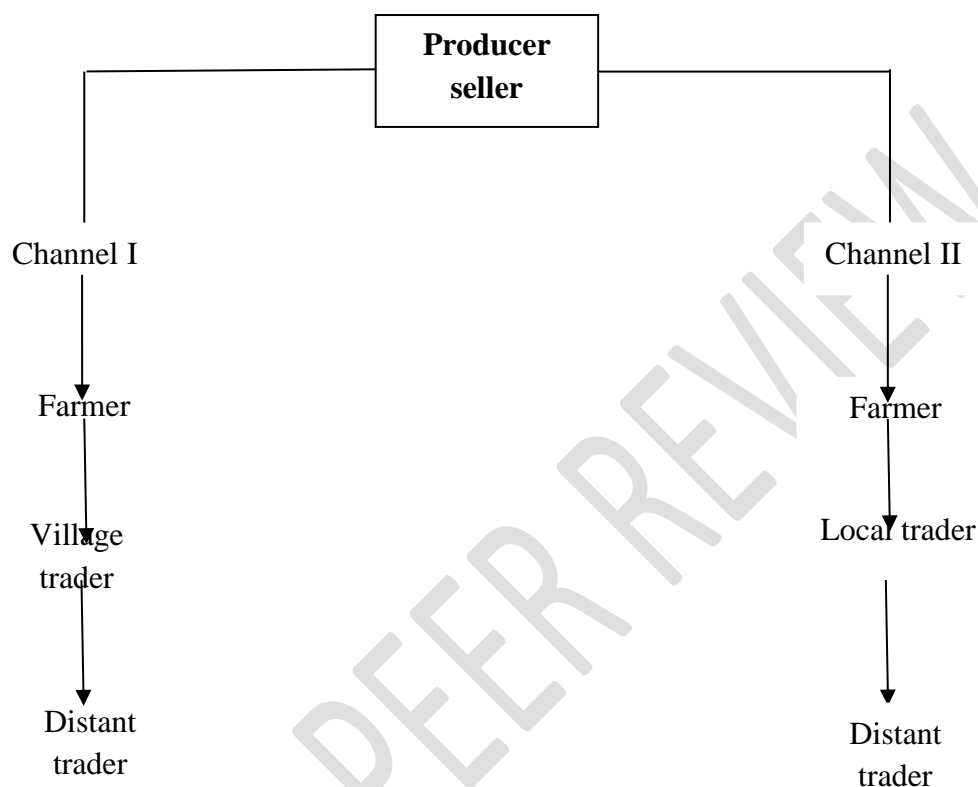 Producer
seller
Channel I
Channel II
Farmer
Farmer
Village
trader
Local trader
Distant
trader
Distant
trader
PEER REVIEW